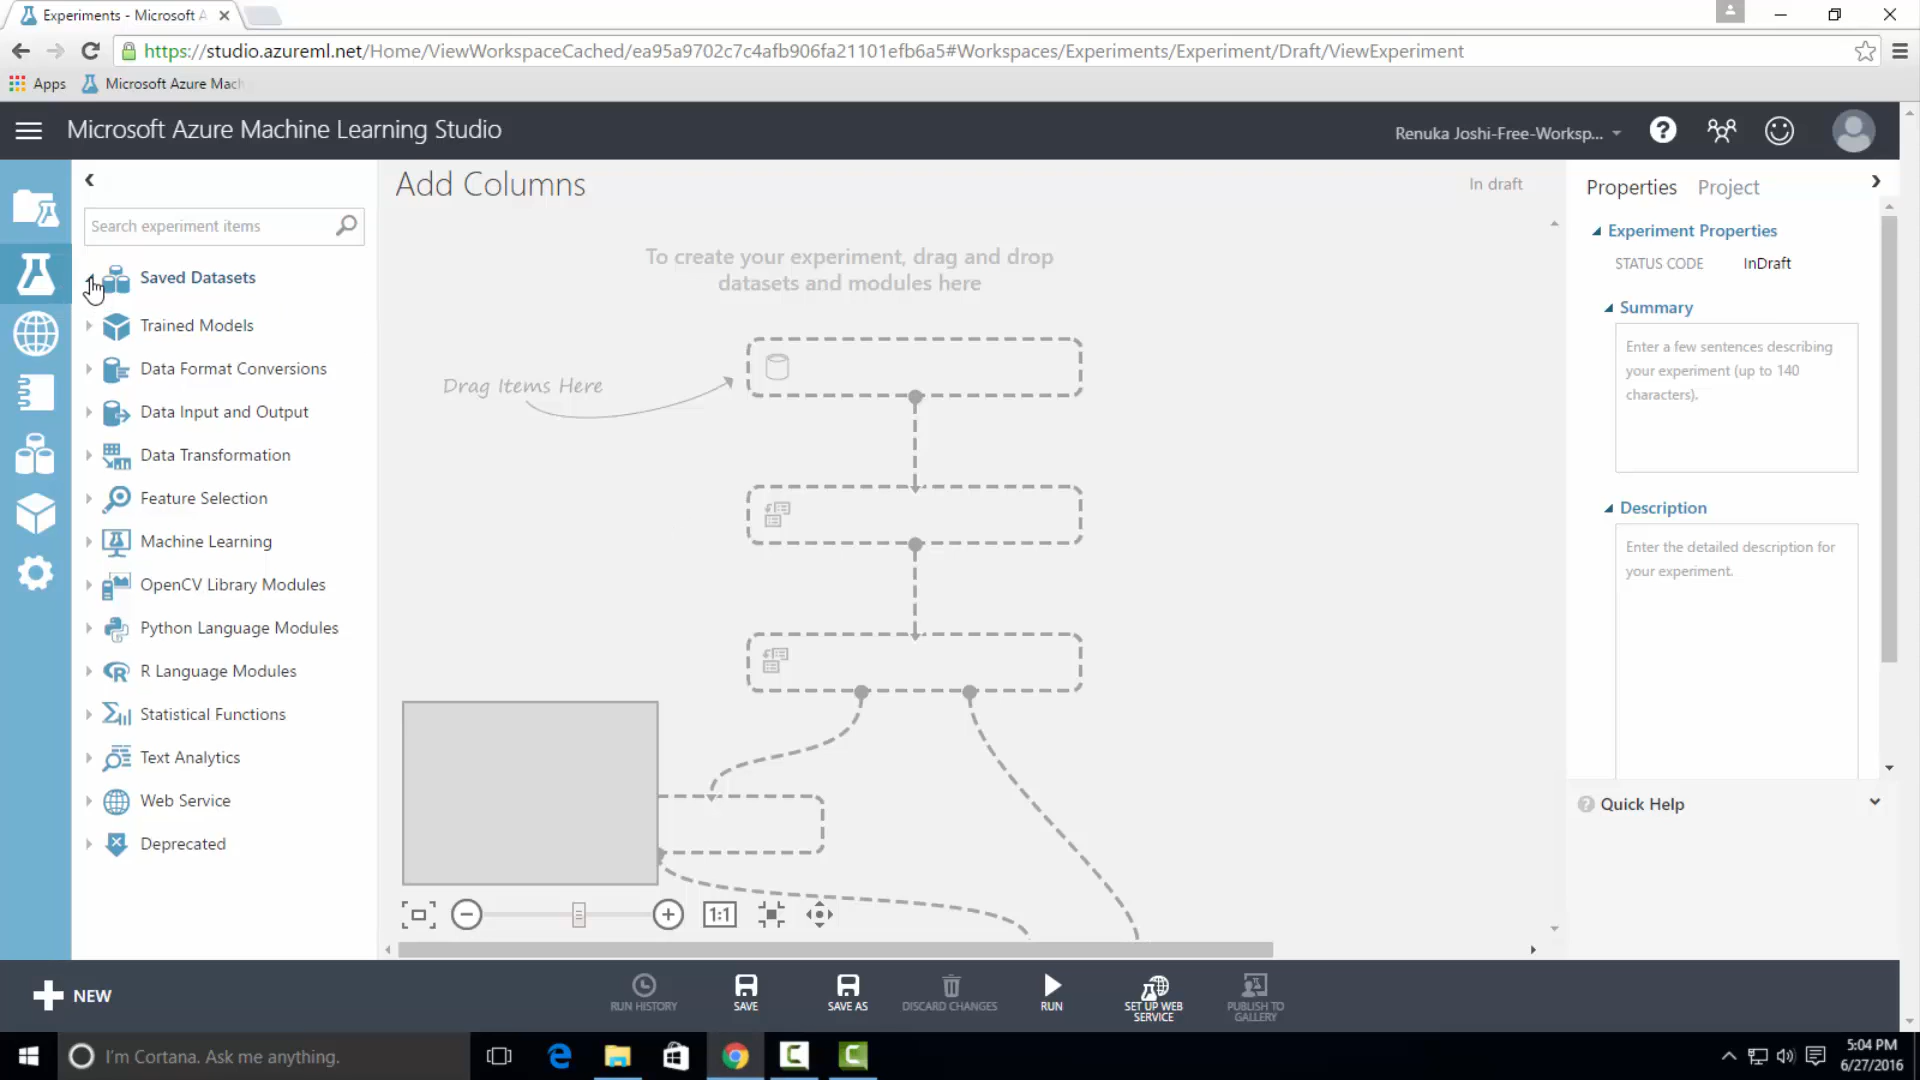 Experiments - Microsoft A
https://studio.azureml.net/Home/ViewWorkspaceCached/ea95a9702c7c4afb906fa21101efb6a5#Workspaces/Experiments/Experiment/Draft/ViewExperiment
Apps
Microsoft Azure Mach
Microsoft Azure Machine Learning Studio
Renuka Joshi-Free-Worksp...
Search experiment items
Saved Datasets
Trained Models
Data Format Conversions
Data Input and Output
Data Transformation
Feature Selection
Machine Learning
OpenCV Library Modules
Python Language Modules
R Language Modules
Statistical Functions
Text Analytics
Web Service
Deprecated
Add Columns
In draft
To create your experiment, drag and drop
datasets and modules here
Drag Items Here
1:1
Properties
Project
Experiment Properties
STATUS CODE InDraft
Summary
Enter a few sentences describing
your experiment (up to 140
characters).
Description
Enter the detailed description for
your experiment.
Quick Help
NEW
RUN HISTORY
SAVE
SAVE AS
DISCARD CHANGES
RUN
SET UP WEB
SERVICE
PUBLISH TO
GALLERY
I'm Cortana. Ask me anything.
5:04 PM
6/27/2016